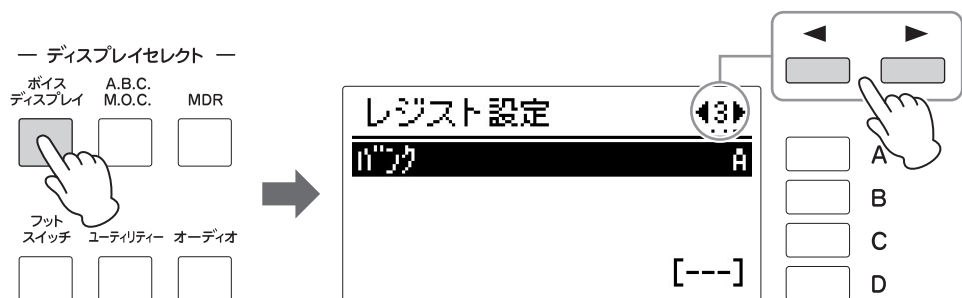 — ディスプレイセレクト —
ボイス
ディスプレイ
A.B.C.
M.O.C.
MDR
フット
スイッチ
ユーティリティー
オーディオ
レジスト設定
3
バンク A
[---]
A
B
C
D